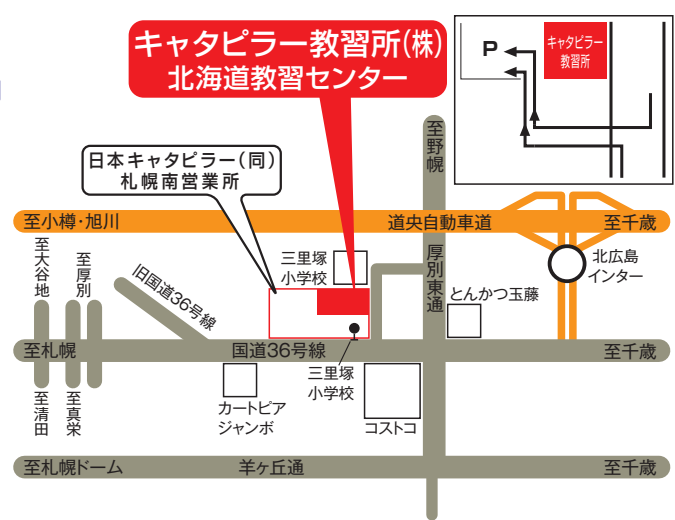 キャタピラー教習所(株)
北海道教習センター
P
キャタピラー
教習所
日本キャタピラー(同)
札幌南営業所
至野幌
至小樽・旭川
道央自動車道
至千歳
至大谷地
至厚別
旧国道36号線
三里塚
小学校
厚別東通
北広島
インター
とんかつ玉藤
至札幌
国道36号線
至千歳
三里塚
小学校
至清田
至真栄
カートピア
ジャンボ
コストコ
至札幌ドーム
羊ヶ丘通
至千歳